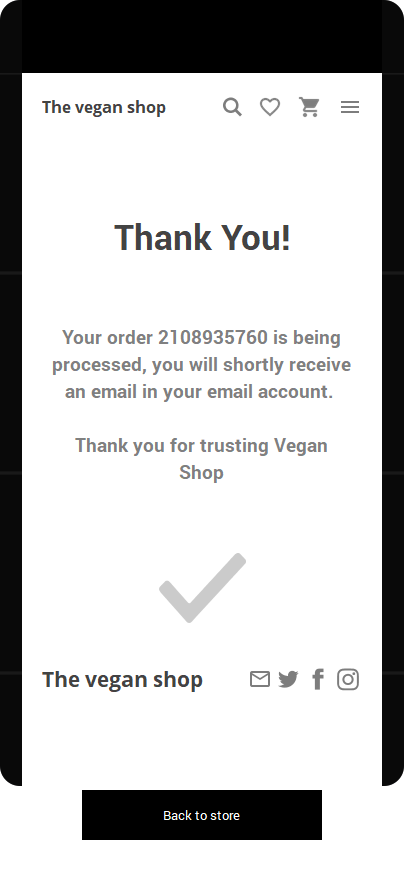 The vegan shop
Thank You!
Your order 2108935760 is being
processed, you will shortly receive
an email in your email account.
Thank you for trusting Vegan
Shop
The vegan shop
Back to store